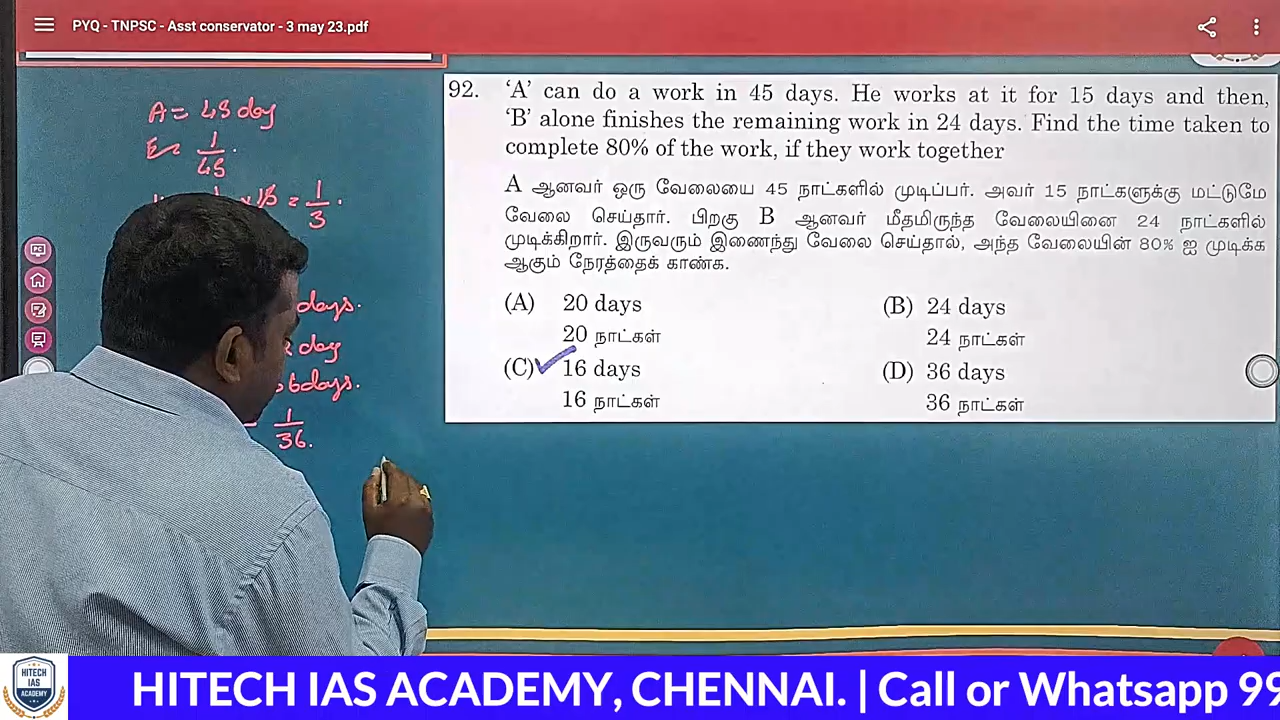 PYQ - TNPSC - Asst conservator - 3 may 23.pdf
A = 45 day
1
45
= 1
3
days.
day
6 days.
1
36.
92. 'A' can do a work in 45 days. He works at it for 15 days and then,
'B' alone finishes the remaining work in 24 days. Find the time taken to
complete 80% of the work, if they work together
A ஆனவர் ஒரு வேலையை 45 நாட்களில் முடிப்பர். அவர் 15 நாட்களுக்கு மட்டுமே
வேலை செய்தார். பிறகு B ஆனவர் மீதமிருந்த வேலையினை 24 நாட்களில்
முடிக்கிறார். இருவரும் இணைந்து வேலை செய்தால், அந்த வேலையின் 80% ஐ முடிக்க
ஆகும் நேரத்தைக் காண்க.
(A) 20 days (B) 24 days
20 நாட்கள் 24 நாட்கள்
(C) 16 days (D) 36 days
16 நாட்கள் 36 நாட்கள்
HITECH IAS ACADEMY
HITECH IAS ACADEMY, CHENNAI. | Call or Whatsapp 99